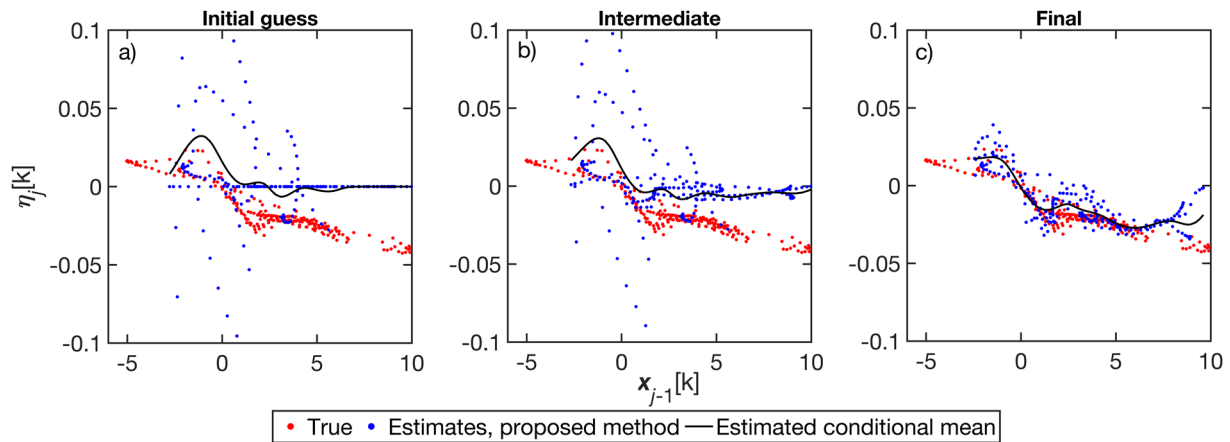 Initial guess
Intermediate
Final
a)
b)
c)
0.1
0.05
0
-0.05
-0.1
0.1
0.05
0
-0.05
-0.1
0.1
0.05
0
-0.05
-0.1
-5 0 5 10
-5 0 5 10
-5 0 5 10
ηj[k]
xj-1[k]
True
Estimates, proposed method
Estimated conditional mean